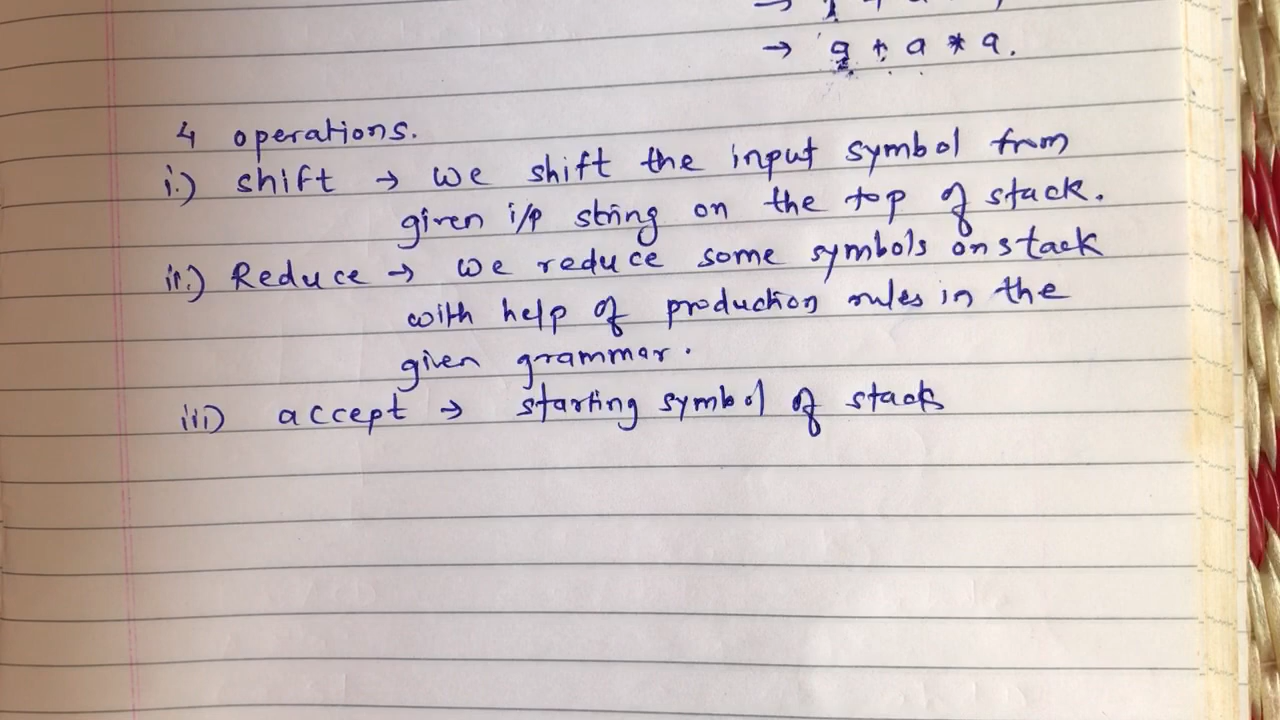 → a + a * a.
4 operations.
i.) shift → we shift the input symbol from
given i/p string on the top of stack.
ii.) Reduce → we reduce some symbols on stack
with help of production rules in the
given grammar.
iii) accept → starting symbol of stack